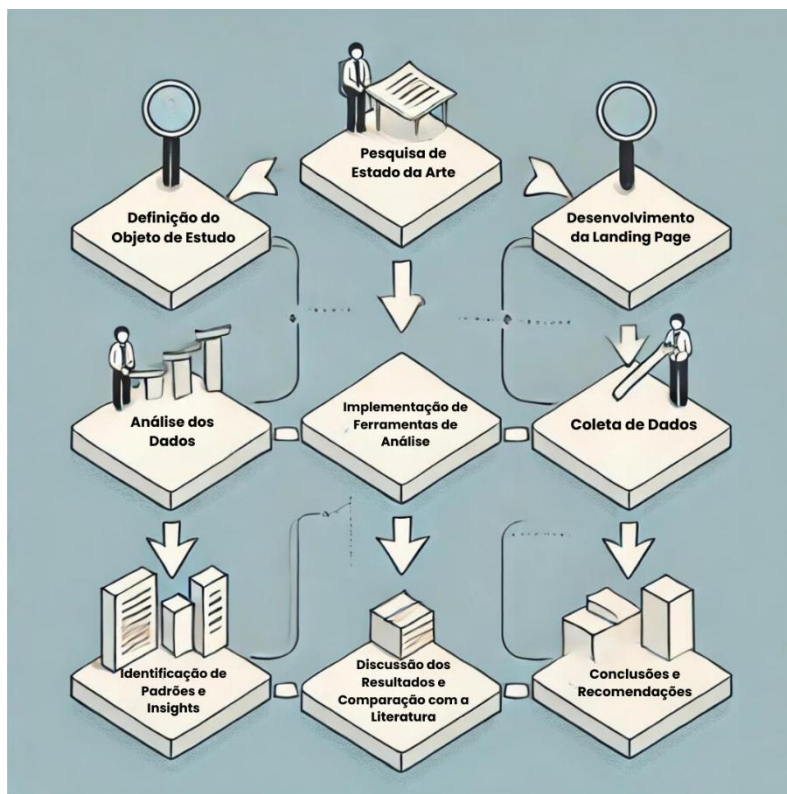 Pesquisa de
Estado da Arte
Definição do
Objeto de Estudo
Desenvolvimento
da Landing Page
Análise dos
Dados
Implementação de
Ferramentas de
Análise
Coleta de Dados
Identificação de
Padrões e
Insights
Discussão dos
Resultados e
Comparação com a
Literatura
Conclusões e
Recomendações